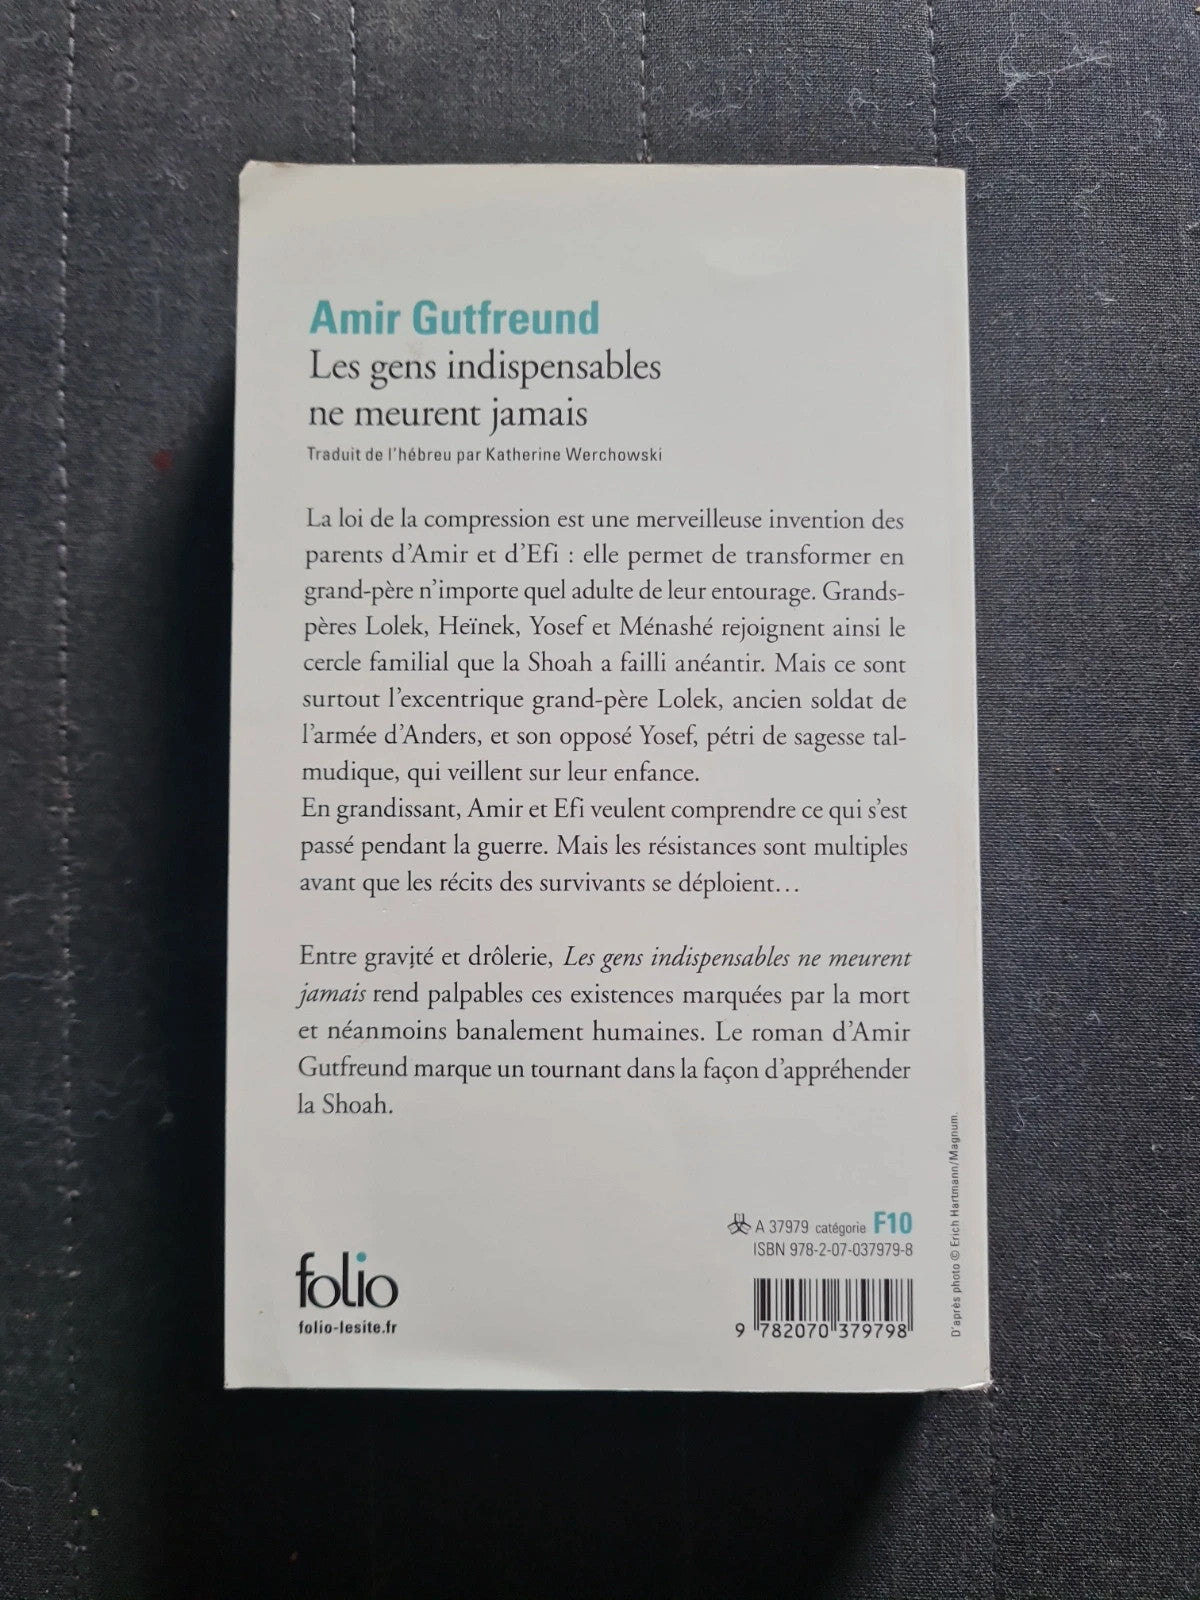 Amir Gutfreund
Les gens indispensables
ne meurent jamais
Traduit de l'hébreu par Katherine Werchowski
La loi de la compression est une merveilleuse invention des
parents d'Amir et d'Efi : elle permet de transformer en
grand-père n'importe quel adulte de leur entourage. Grands-
pères Lolek, Heïnek, Yosef et Ménashé rejoignent ainsi le
cercle familial que la Shoah a failli anéantir. Mais ce sont
surtout l'excentrique grand-père Lolek, ancien soldat de
l'armée d'Anders, et son opposé Yosef, pétri de sagesse tal-
mudique, qui veillent sur leur enfance.
En grandissant, Amir et Efi veulent comprendre ce qui s'est
passé pendant la guerre. Mais les résistances sont multiples
avant que les récits des survivants se déploient…
Entre gravité et drôlerie, Les gens indispensables ne meurent
jamais rend palpables ces existences marquées par la mort
et néanmoins banalement humaines. Le roman d'Amir
Gutfreund marque un tournant dans la façon d'appréhender
la Shoah.
A 37979 catégorie F10
ISBN 978-2-07-037979-8
folio
folio-lesite.fr
9 782070 379798
D'après photo © Erich Hartmann/Magnum.